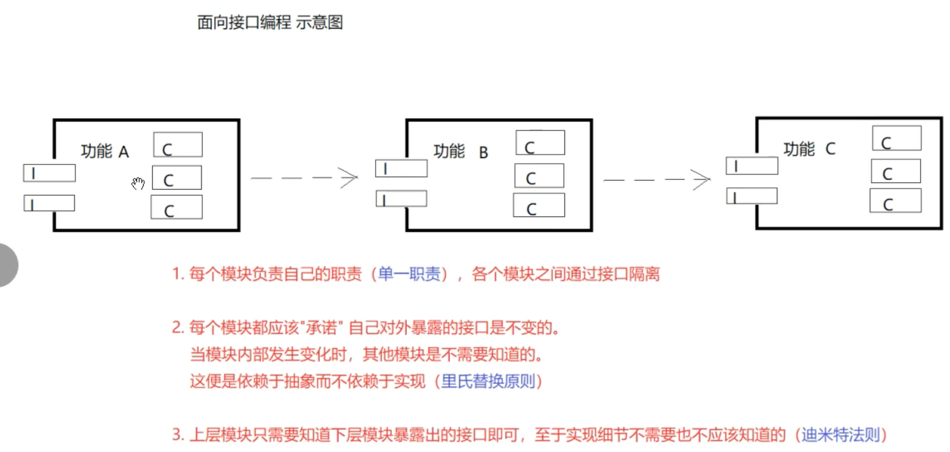 面向接口编程 示意图
功能 A
C
I
C
I
C
功能 B
C
I
C
I
C
功能 C
C
I
C
I
C
1. 每个模块负责自己的职责（单一职责），各个模块之间通过接口隔离
2. 每个模块都应该"承诺" 自己对外暴露的接口是不变的。
当模块内部发生变化时，其他模块是不需要知道的。
这便是依赖于抽象而不依赖于实现（里氏替换原则）
3. 上层模块只需要知道下层模块暴露出的接口即可，至于实现细节不需要也不应该知道的（迪米特法则）